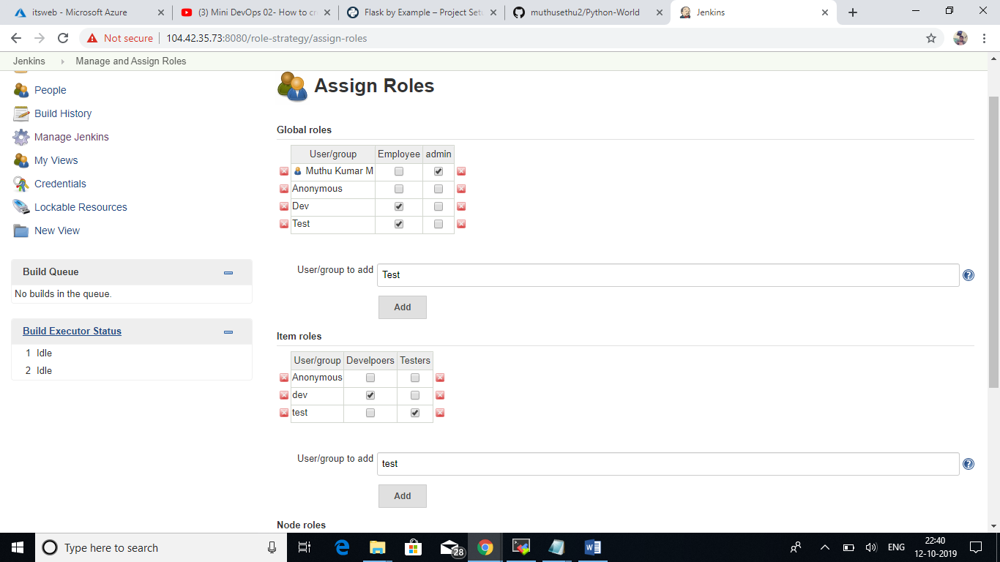 itsweb - Microsoft Azure
(3) Mini DevOps 02- How to cr
Flask by Example – Project Setu
muthusethu2/Python-World
Jenkins
Not secure
104.42.35.73:8080/role-strategy/assign-roles
Jenkins
Manage and Assign Roles
People
Build History
Manage Jenkins
My Views
Credentials
Lockable Resources
New View
Build Queue
No builds in the queue.
Build Executor Status
1 Idle
2 Idle
Assign Roles
Global roles
User/group Employee admin
Muthu Kumar M
Anonymous
Dev
Test
User/group to add
Test
Add
Item roles
User/group Develpoers Testers
Anonymous
dev
test
User/group to add
test
Add
Node roles
Type here to search
28
ENG
22:40
12-10-2019